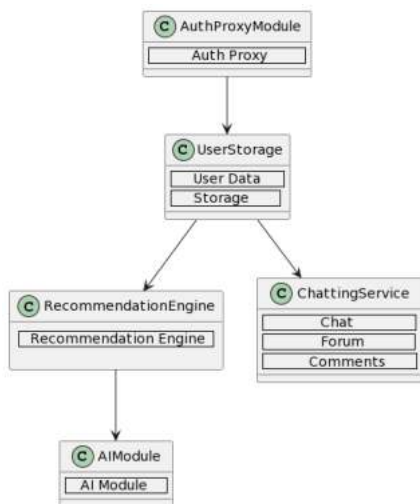 C AuthProxyModule
Auth Proxy
C UserStorage
User Data
Storage
C RecommendationEngine
Recommendation Engine
C ChattingService
Chat
Forum
Comments
C AIModule
AI Module